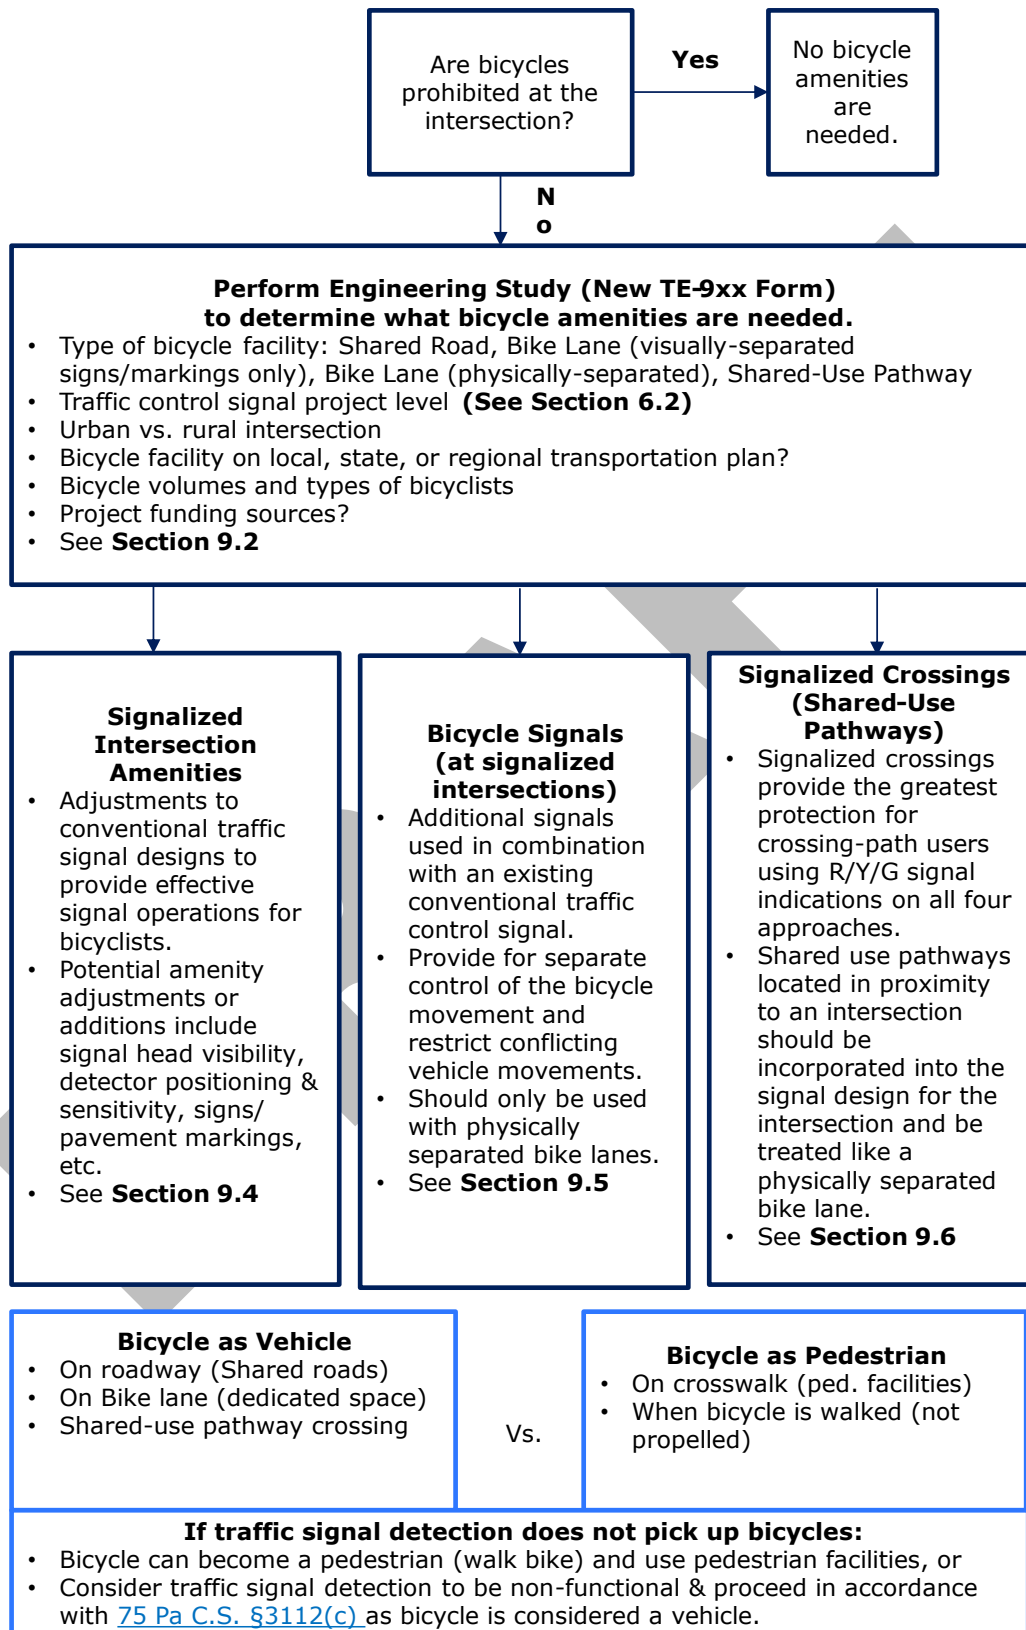 Are bicycles
prohibited at the
intersection?
Yes
No bicycle
amenities
are
needed.
N
o
Perform Engineering Study (New TE-9xx Form)
to determine what bicycle amenities are needed.
• Type of bicycle facility: Shared Road, Bike Lane (visually-separated
signs/markings only), Bike Lane (physically-separated), Shared-Use Pathway
• Traffic control signal project level (See Section 6.2)
• Urban vs. rural intersection
• Bicycle facility on local, state, or regional transportation plan?
• Bicycle volumes and types of bicyclists
• Project funding sources?
• See Section 9.2
Signalized
Intersection
Amenities
• Adjustments to
conventional traffic
signal designs to
provide effective
signal operations for
bicyclists.
• Potential amenity
adjustments or
additions include
signal head visibility,
detector positioning &
sensitivity, signs/
pavement markings,
etc.
• See Section 9.4
Bicycle Signals
(at signalized
intersections)
• Additional signals
used in combination
with an existing
conventional traffic
control signal.
• Provide for separate
control of the bicycle
movement and
restrict conflicting
vehicle movements.
• Should only be used
with physically
separated bike lanes.
• See Section 9.5
Signalized Crossings
(Shared-Use
Pathways)
• Signalized crossings
provide the greatest
protection for
crossing-path users
using R/Y/G signal
indications on all four
approaches.
• Shared use pathways
located in proximity
to an intersection
should be
incorporated into the
signal design for the
intersection and be
treated like a
physically separated
bike lane.
• See Section 9.6
Bicycle as Vehicle
• On roadway (Shared roads)
• On Bike lane (dedicated space)
• Shared-use pathway crossing
Vs.
Bicycle as Pedestrian
• On crosswalk (ped. facilities)
• When bicycle is walked (not
propelled)
If traffic signal detection does not pick up bicycles:
• Bicycle can become a pedestrian (walk bike) and use pedestrian facilities, or
• Consider traffic signal detection to be non-functional & proceed in accordance
with 75 Pa C.S. §3112(c) as bicycle is considered a vehicle.